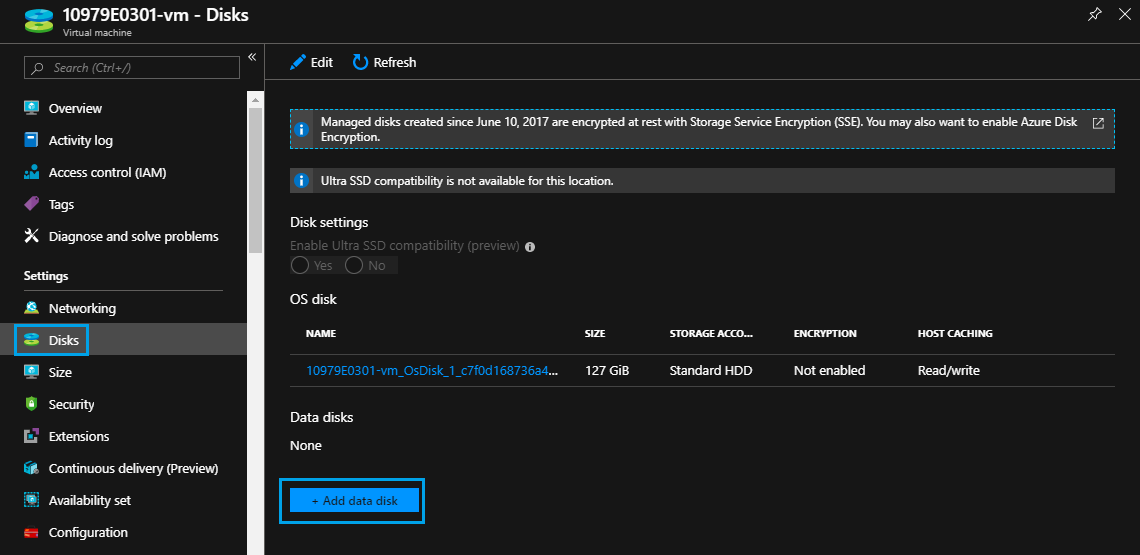 10979E0301-vm - Disks
Virtual machine
Search (Ctrl+/)
«
Overview
Activity log
Access control (IAM)
Tags
Diagnose and solve problems
Settings
Networking
Disks
Size
Security
Extensions
Continuous delivery (Preview)
Availability set
Configuration
Edit
Refresh
Managed disks created since June 10, 2017 are encrypted at rest with Storage Service Encryption (SSE). You may also want to enable Azure Disk
Encryption.
Ultra SSD compatibility is not available for this location.
Disk settings
Enable Ultra SSD compatibility (preview)
Yes No
OS disk
NAME SIZE STORAGE ACCO... ENCRYPTION HOST CACHING
10979E0301-vm_OsDisk_1_c7f0d168736a4... 127 GiB Standard HDD Not enabled Read/write
Data disks
None
+ Add data disk